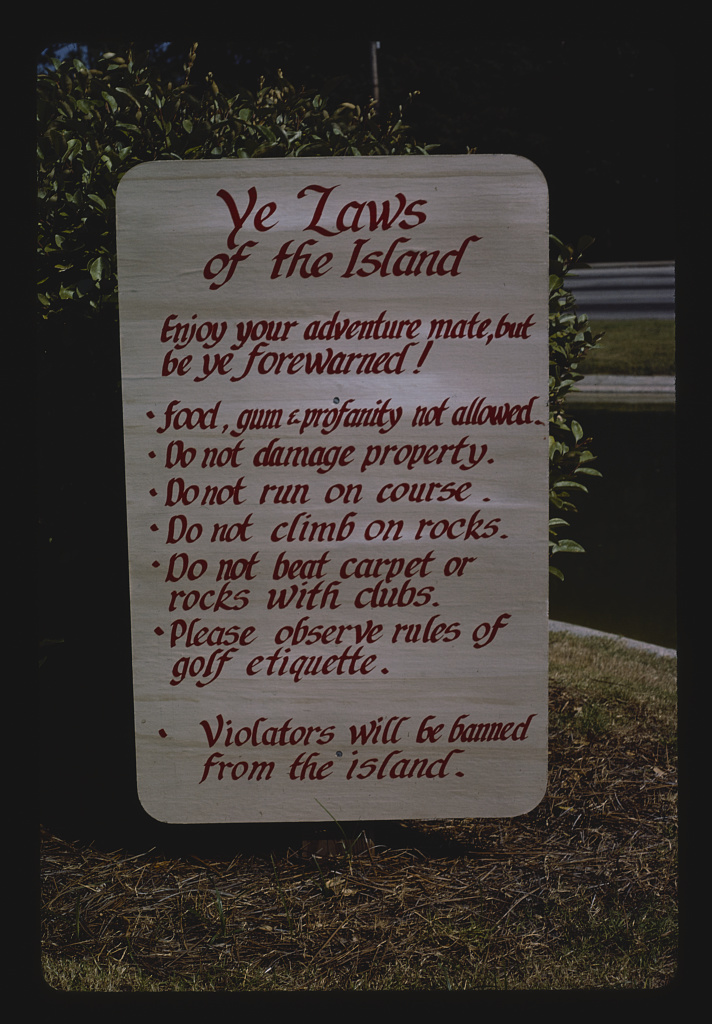 Ye Laws
of the Island
Enjoy your adventure mate, but
be ye forewarned!
• Food, gum & profanity not allowed.
• Do not damage property.
• Do not run on course.
• Do not climb on rocks.
• Do not beat carpet or
rocks with clubs.
• Please observe rules of
golf etiquette.
• Violators will be banned
from the island.